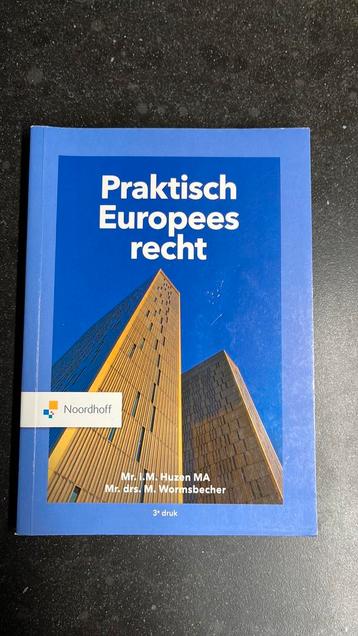 Praktisch
Europees
recht
Noordhoff
Mr. I.M. Huzen MA
Mr. drs. M. Wormsbecher
3e druk